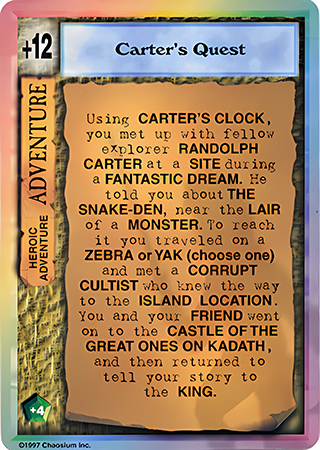 +12
Carter's Quest
HEROIC ADVENTURE
ADVENTURE
Using CARTER'S CLOCK,
you met up with fellow
explorer RANDOLPH
CARTER at a SITE during
a FANTASTIC DREAM. He
told you about THE
SNAKE-DEN, near the LAIR
of a MONSTER. To reach
it you traveled on a
ZEBRA or YAK (choose one)
and met a CORRUPT
CULTIST who knew the way
to the ISLAND LOCATION.
You and your FRIEND went
on to the CASTLE OF THE
GREAT ONES ON KADATH,
and then returned to
tell your story to
the KING.
+4
©1997 Chaosium Inc.